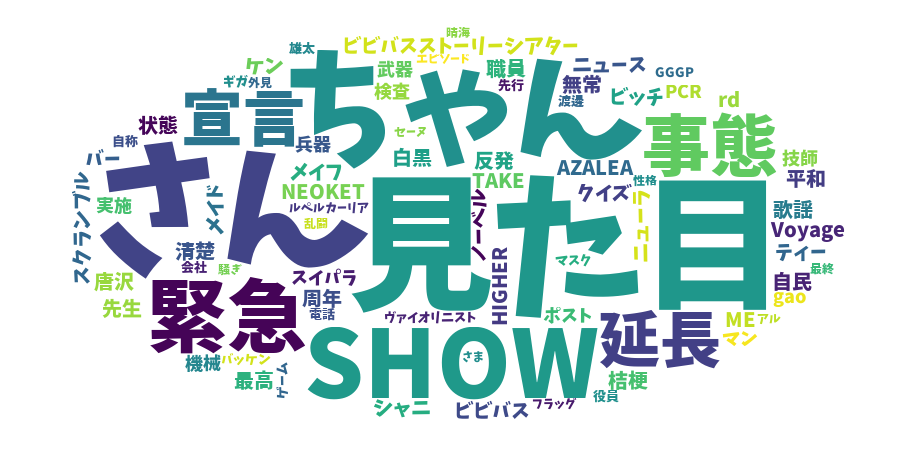 晴海
雄太
ビビバスストーリーシアター
エピソード
ケン
ちゃん
武器
職員
ニュース
GGGP
ギガ
外見
検査
先行
無常
渡邊
ビッチ
PCR
rd
宣言
状態
自称
兵器
セーヌ
事態
バー
さん
白黒
反発
AZALEA
技師
メイフ
TAKE
性格
平和
スクランブル
メイド
NEOKET
見た目
クイズ
実施
ルペルカーリア
ノーベル
ニューラ
歌謡
乱闘
Voyage
清楚
ティー
会社
騒ぎ
マスク
最終
唐沢
スイパラ
HIGHER
自民
緊急
周年
gao
先生
電話
ヴァイオリニスト
ポスト
延長
ME
アル
SHOW
マン
機械
バッケン
さま
最高
ゲーム
桔梗
役員
シャニ
ビビバス
フラッグ